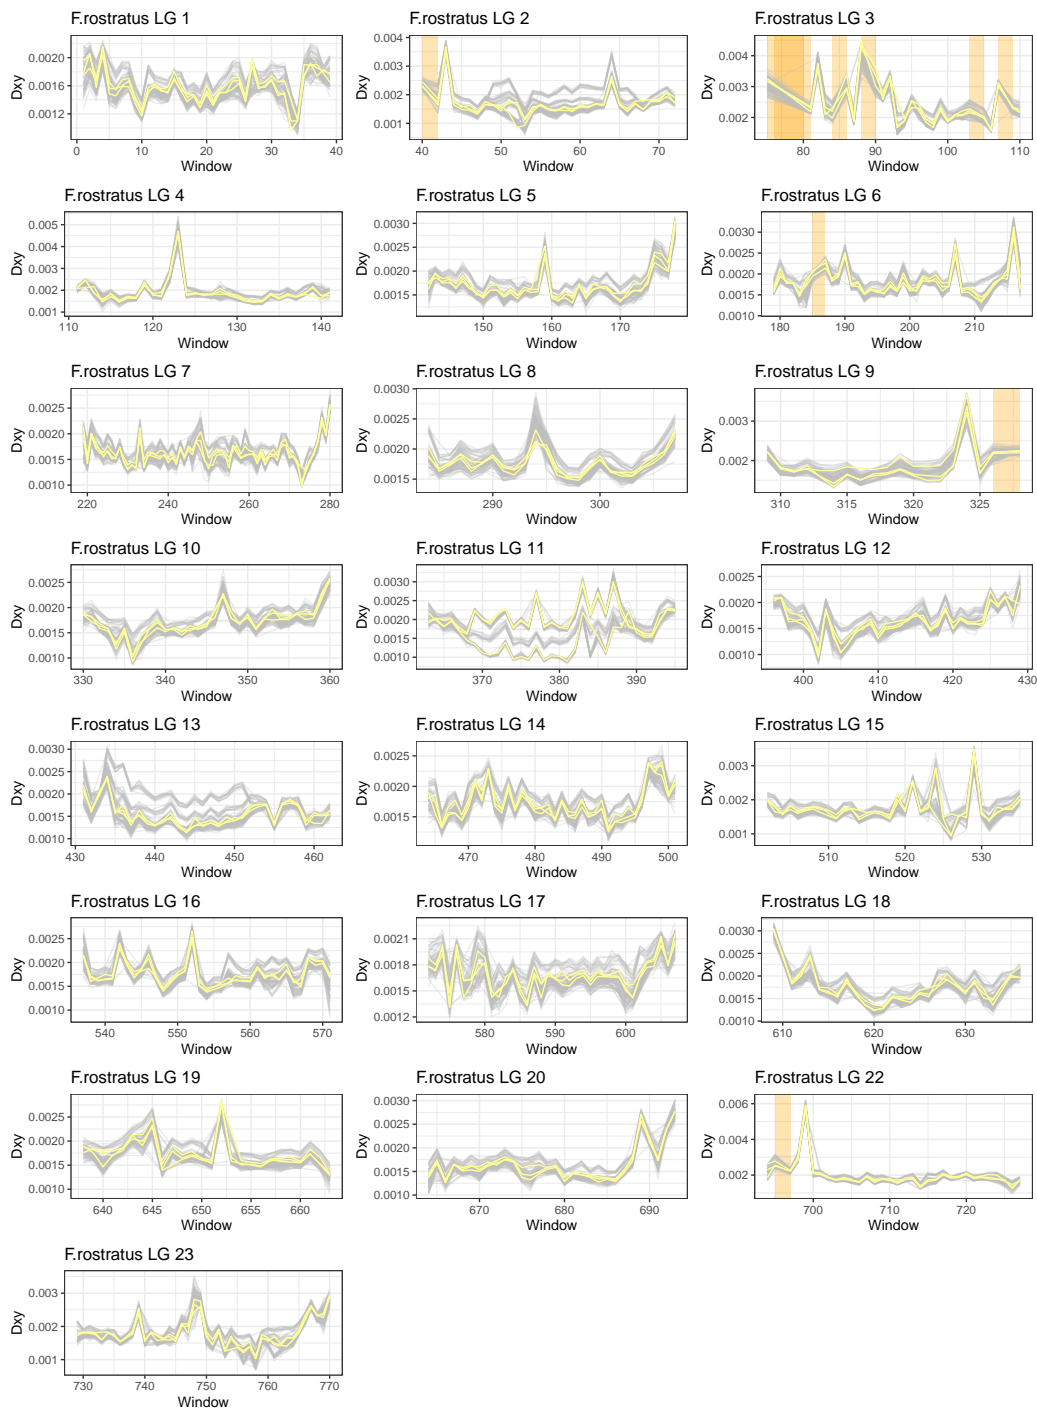 F.rostratus LG 1
Dxy
0.0020
0.0016
0.0012
0 10 20 30 40
Window
F.rostratus LG 2
Dxy
0.004
0.003
0.002
0.001
40 50 60 70
Window
F.rostratus LG 3
Dxy
0.004
0.003
0.002
80 90 100 110
Window
F.rostratus LG 4
Dxy
0.005
0.004
0.003
0.002
0.001
110 120 130 140
Window
F.rostratus LG 5
Dxy
0.0030
0.0025
0.0020
0.0015
150 160 170
Window
F.rostratus LG 6
Dxy
0.0030
0.0025
0.0020
0.0015
0.0010
180 190 200 210
Window
F.rostratus LG 7
Dxy
0.0025
0.0020
0.0015
0.0010
220 240 260 280
Window
F.rostratus LG 8
Dxy
0.0030
0.0025
0.0020
0.0015
290 300
Window
F.rostratus LG 9
Dxy
0.003
0.002
310 315 320 325
Window
F.rostratus LG 10
Dxy
0.0025
0.0020
0.0015
0.0010
330 340 350 360
Window
F.rostratus LG 11
Dxy
0.0030
0.0025
0.0020
0.0015
0.0010
370 380 390
Window
F.rostratus LG 12
Dxy
0.0025
0.0020
0.0015
0.0010
400 410 420 430
Window
F.rostratus LG 13
Dxy
0.0030
0.0025
0.0020
0.0015
0.0010
430 440 450 460
Window
F.rostratus LG 14
Dxy
0.0025
0.0020
0.0015
470 480 490 500
Window
F.rostratus LG 15
Dxy
0.003
0.002
0.001
510 520 530
Window
F.rostratus LG 16
Dxy
0.0025
0.0020
0.0015
0.0010
540 550 560 570
Window
F.rostratus LG 17
Dxy
0.0021
0.0018
0.0015
0.0012
580 590 600
Window
F.rostratus LG 18
Dxy
0.0030
0.0025
0.0020
0.0015
0.0010
610 620 630
Window
F.rostratus LG 19
Dxy
0.0025
0.0020
0.0015
0.0010
640 645 650 655 660
Window
F.rostratus LG 20
Dxy
0.0030
0.0025
0.0020
0.0015
0.0010
670 680 690
Window
F.rostratus LG 22
Dxy
0.006
0.004
0.002
700 710 720
Window
F.rostratus LG 23
Dxy
0.003
0.002
0.001
730 740 750 760 770
Window